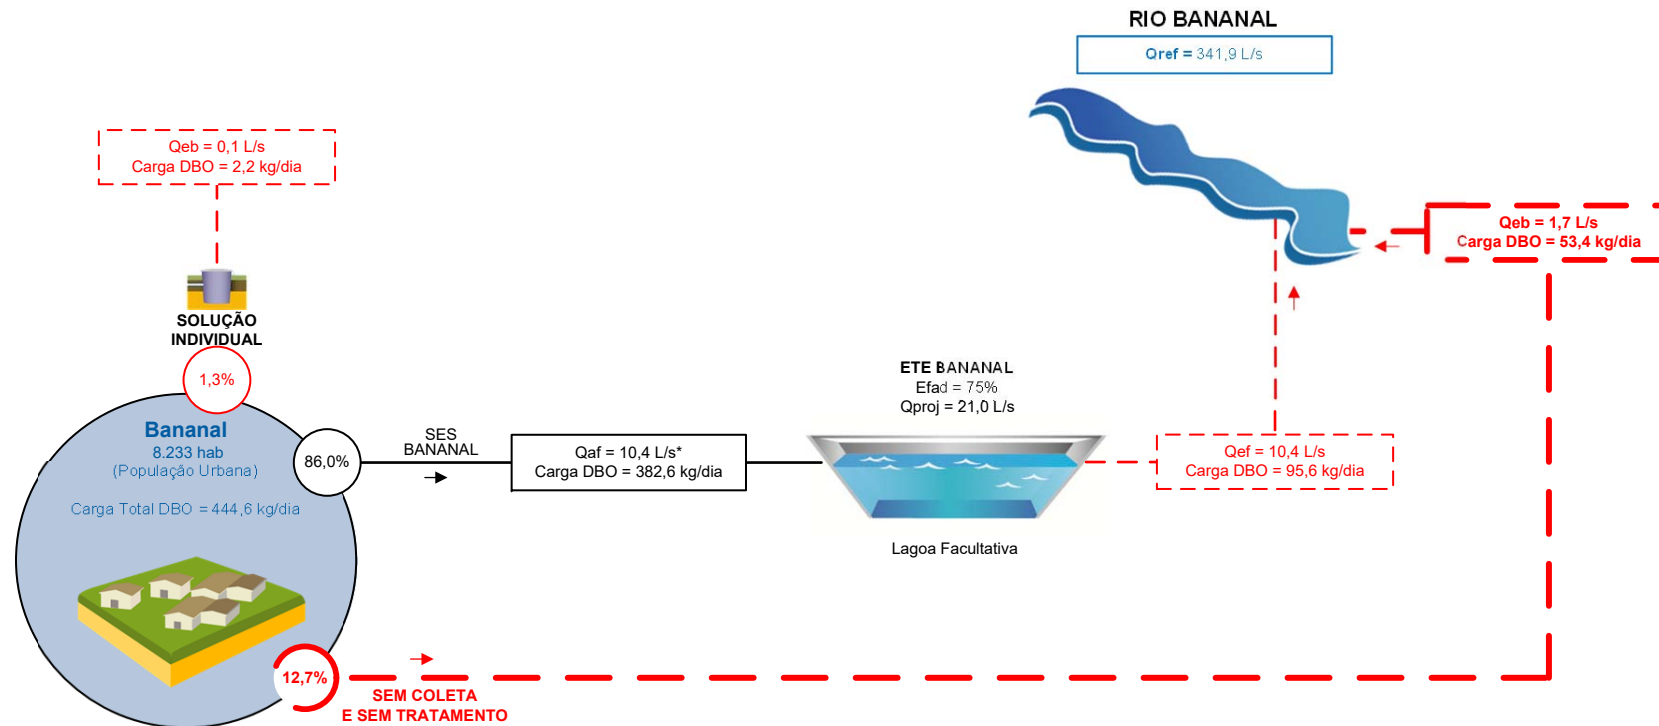 RIO BANANAL
Qref = 341,9 L/s
Qeb = 0,1 L/s
Carga DBO = 2,2 kg/dia
SOLUÇÃO
INDIVIDUAL
1,3%
Bananal
8.233 hab
(População Urbana)
Carga Total DBO = 444,6 kg/dia
86,0%
SES
BANANAL
Qaf = 10,4 L/s*
Carga DBO = 382,6 kg/dia
ETE BANANAL
Efad = 75%
Qproj = 21,0 L/s
Lagoa Facultativa
Qef = 10,4 L/s
Carga DBO = 95,6 kg/dia
Qeb = 1,7 L/s
Carga DBO = 53,4 kg/dia
12,7%
SEM COLETA
E SEM TRATAMENTO